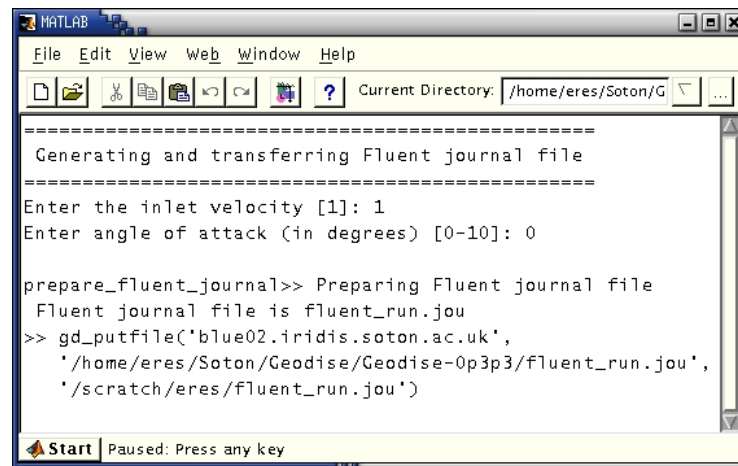 MATLAB
File Edit View Web Window Help
? Current Directory: /home/eres/Soton/G ...
==================================================
Generating and transferring Fluent journal file
==================================================
Enter the inlet velocity [1]: 1
Enter angle of attack (in degrees) [0-10]: 0
prepare_fluent_journal>> Preparing Fluent journal file
Fluent journal file is fluent_run.jou
>> gd_putfile('blue02.iridis.soton.ac.uk',
'/home/eres/Soton/Geodise/Geodise-0p3p3/fluent_run.jou',
'/scratch/eres/fluent_run.jou')
Start Paused: Press any key